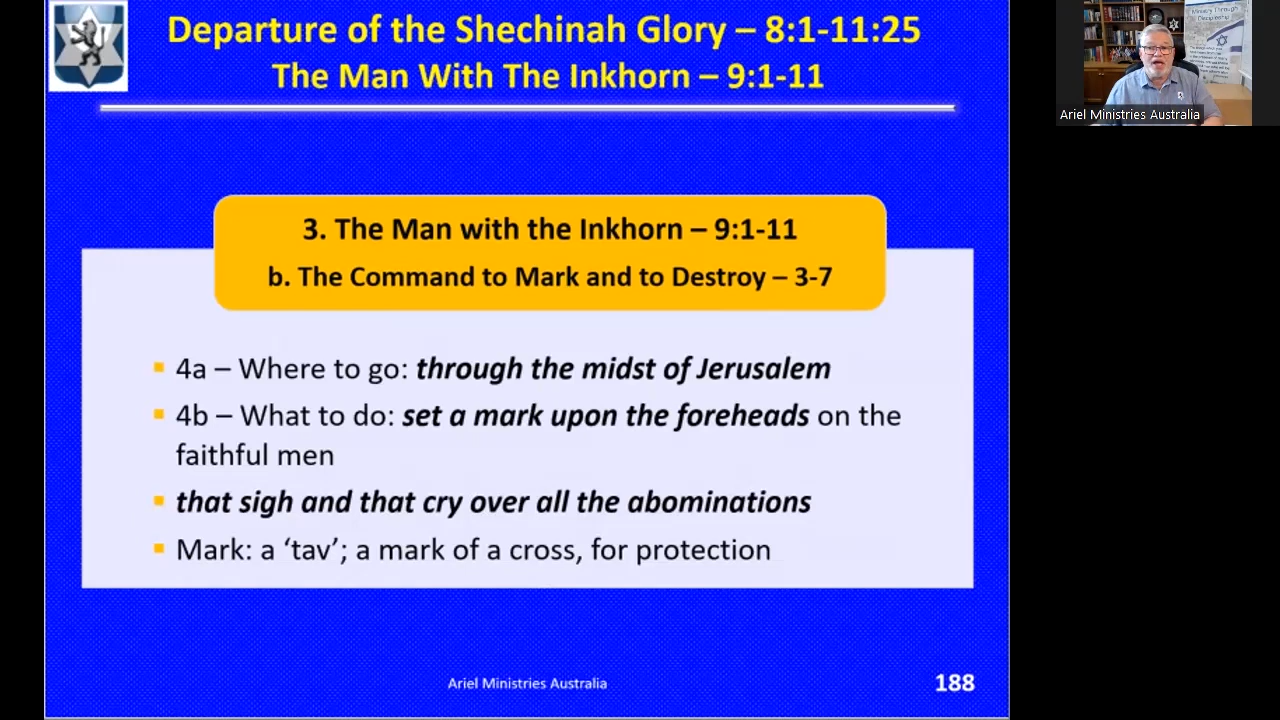 Departure of the Shechinah Glory – 8:1-11:25
The Man With The Inkhorn – 9:1-11
3. The Man with the Inkhorn – 9:1-11
b. The Command to Mark and to Destroy – 3-7
4a – Where to go: through the midst of Jerusalem
4b – What to do: set a mark upon the foreheads on the
faithful men
that sigh and that cry over all the abominations
Mark: a ‘tav’; a mark of a cross, for protection
Ariel Ministries Australia
188
Ministry Through
Discipleship
Ariel Ministries Australia